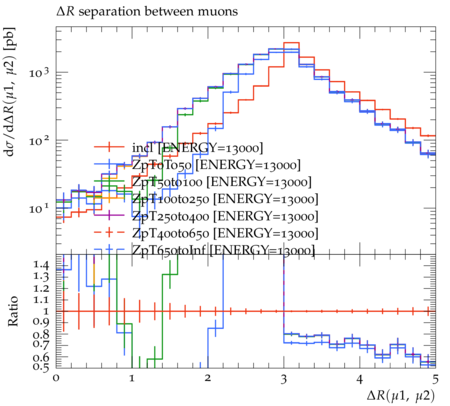 ΔR separation between muons
dσ/dΔR(μ1, μ2) [pb]
10³
10²
10¹
incl [ENERGY=13000]
ZpT0To50 [ENERGY=13000]
ZpT50to100 [ENERGY=13000]
ZpT100to250 [ENERGY=13000]
ZpT250to400 [ENERGY=13000]
ZpT400to650 [ENERGY=13000]
ZpT650toInf [ENERGY=13000]
Ratio
1.4
1.3
1.2
1.1
1
0.9
0.8
0.7
0.6
0.5
0 1 2 3 4 5
ΔR(μ1, μ2)